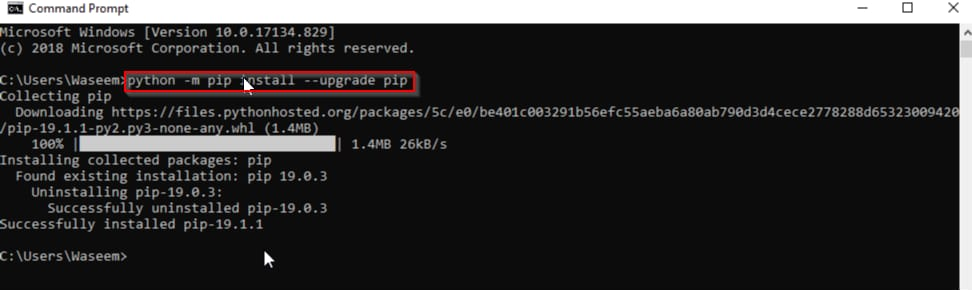 Command Prompt
Microsoft Windows [Version 10.0.17134.829]
(c) 2018 Microsoft Corporation. All rights reserved.
C:\Users\Waseem>python -m pip install --upgrade pip
Collecting pip
Downloading https://files.pythonhosted.org/packages/5c/e0/be401c003291b56efc55aeba6a80ab790d3d4cece2778288d65323009420
/pip-19.1.1-py2.py3-none-any.whl (1.4MB)
100% |████████████████████████████████| 1.4MB 26kB/s
Installing collected packages: pip
Found existing installation: pip 19.0.3
Uninstalling pip-19.0.3:
Successfully uninstalled pip-19.0.3
Successfully installed pip-19.1.1
C:\Users\Waseem>